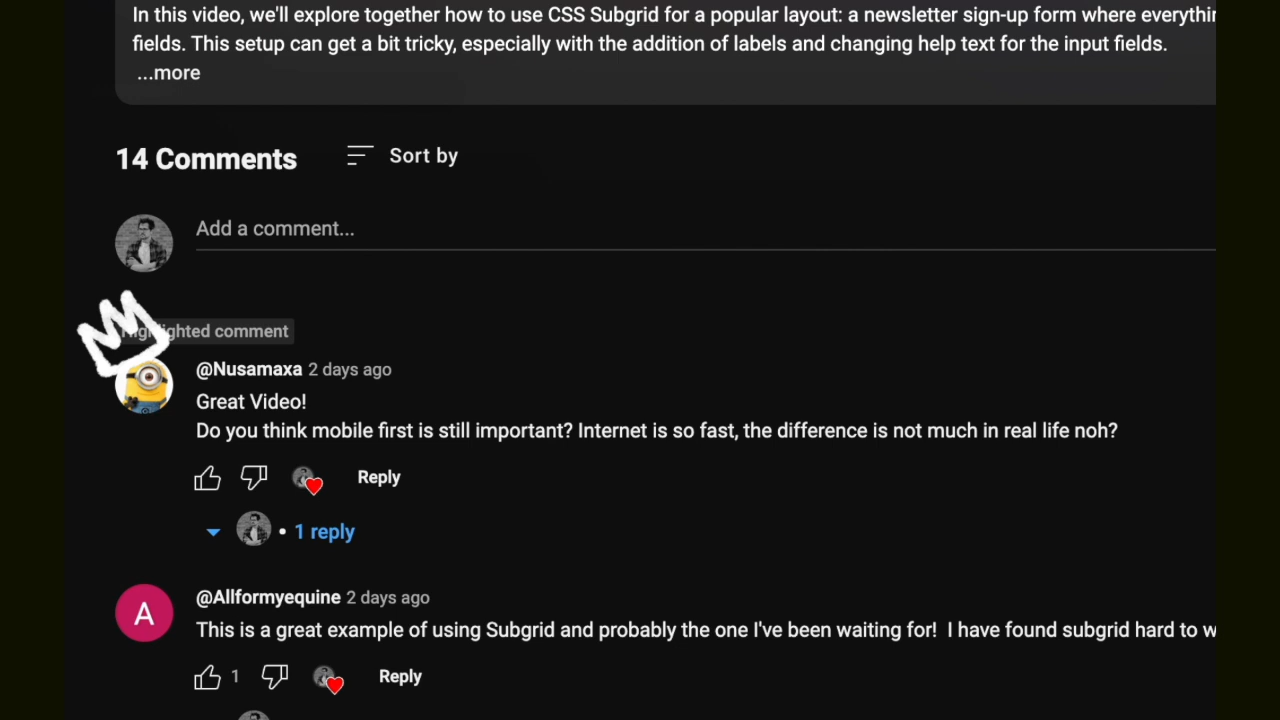 In this video, we'll explore together how to use CSS Subgrid for a popular layout: a newsletter sign-up form where
fields. This setup can get a bit tricky, especially with the addition of labels and changing help text for the input fields.
...more
14 Comments
Sort by
Add a comment...
Highlighted comment
@Nusamaxa 2 days ago
Great Video!
Do you think mobile first is still important? Internet is so fast, the difference is not much in real life noh?
Reply
• 1 reply
A
@Allformyequine 2 days ago
This is a great example of using Subgrid and probably the one I've been waiting for! I have found subgrid hard to
1
Reply